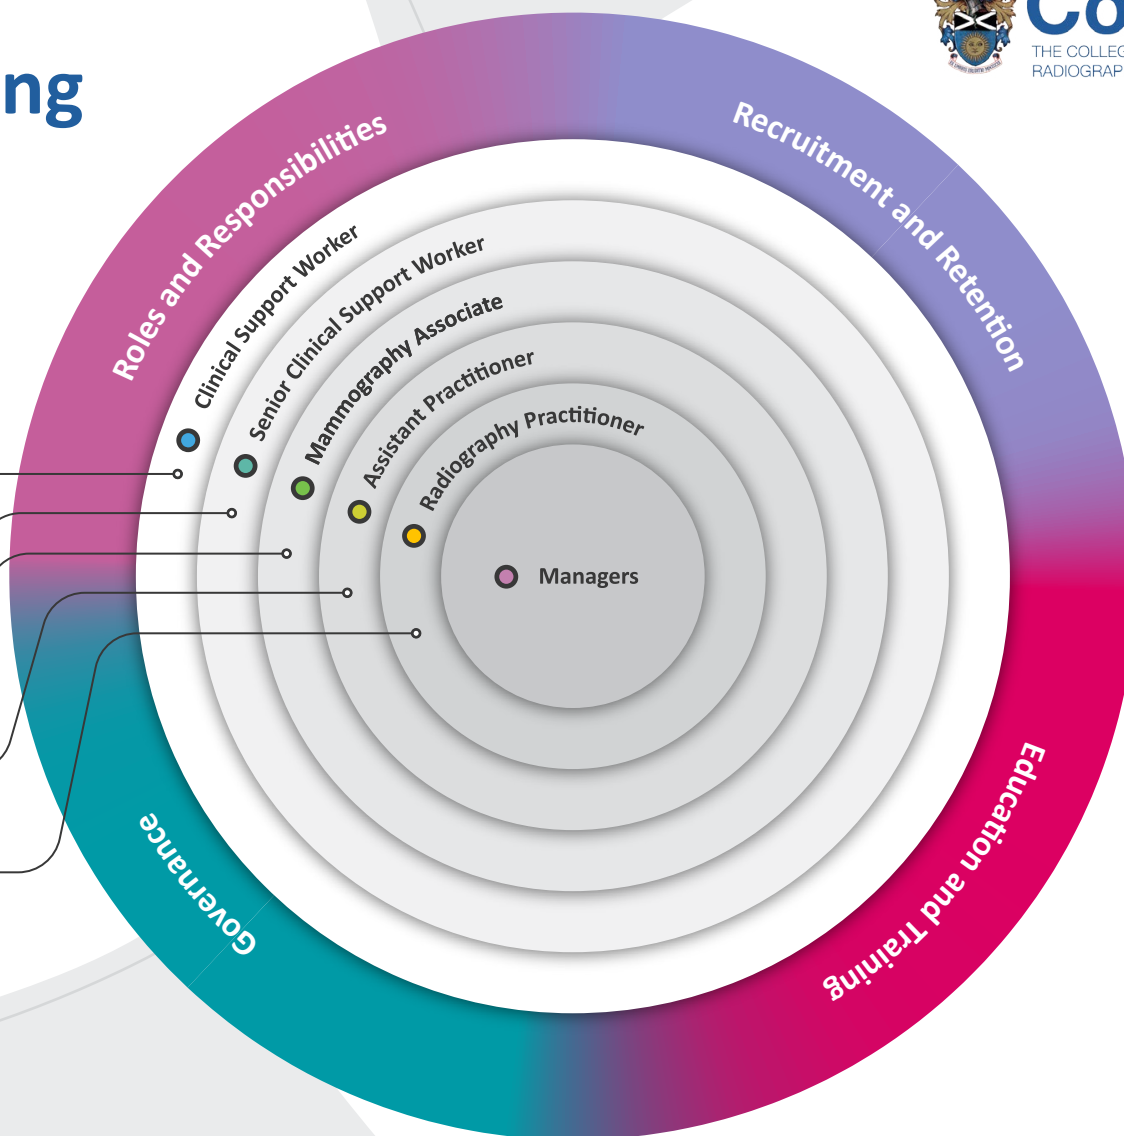 ng
Co
THE COLLEG
RADIOGRAP
Roles and Responsibilities
Recruitment and Retention
Clinical Support Worker
Senior Clinical Support Worker
Mammography Associate
Assistant Practitioner
Radiography Practitioner
Managers
Education and Training
Governance